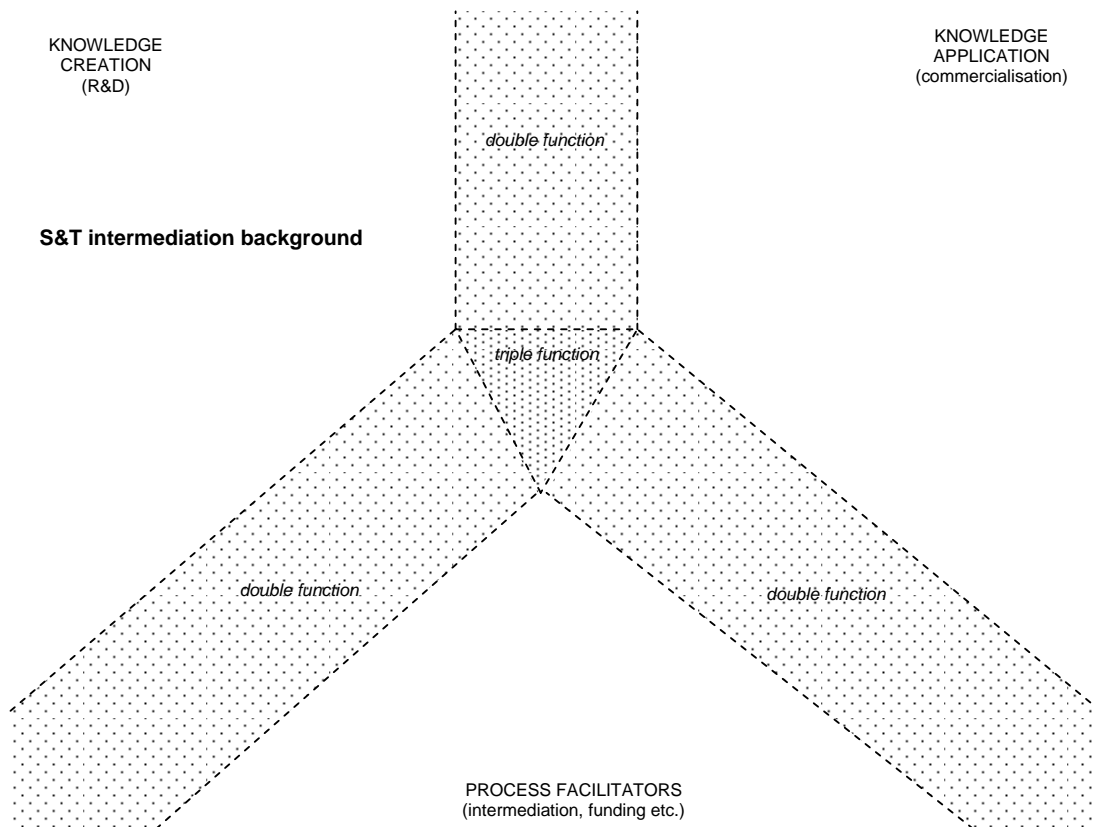 KNOWLEDGE
CREATION
(R&D)
KNOWLEDGE
APPLICATION
(commercialisation)
double function
S&T intermediation background
triple function
double function
double function
PROCESS FACILITATORS
(intermediation, funding etc.)